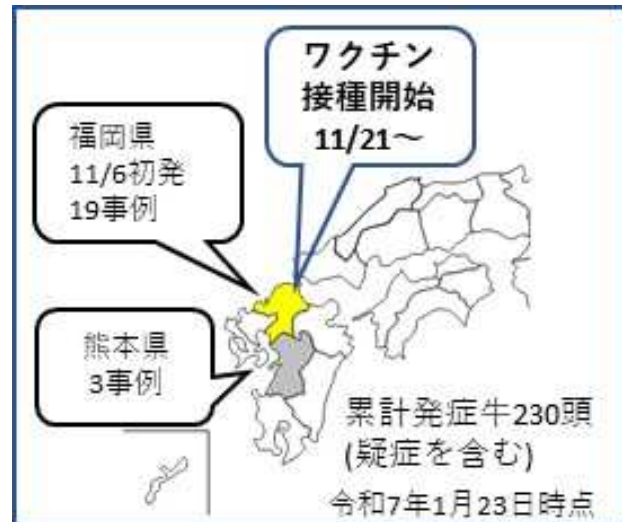 ワクチン
接種開始
11/21～
福岡県
11/6初発
19事例
熊本県
3事例
累計発症牛230頭
(疑症を含む)
令和7年1月23日時点